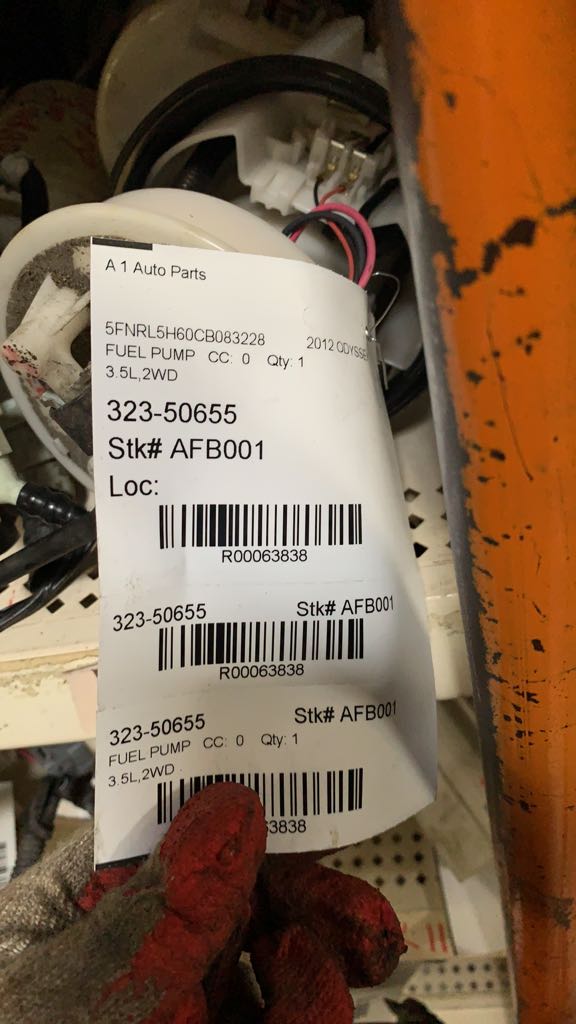 A 1 Auto Parts
5FNRL5H60CB083228 2012 ODYSSE
FUEL PUMP CC: 0 Qty: 1
3.5L,2WD
323-50655
Stk# AFB001
Loc:
R00063838
323-50655 Stk# AFB001
R00063838
323-50655 Stk# AFB001
FUEL PUMP CC: 0 Qty: 1
3.5L,2WD
63838